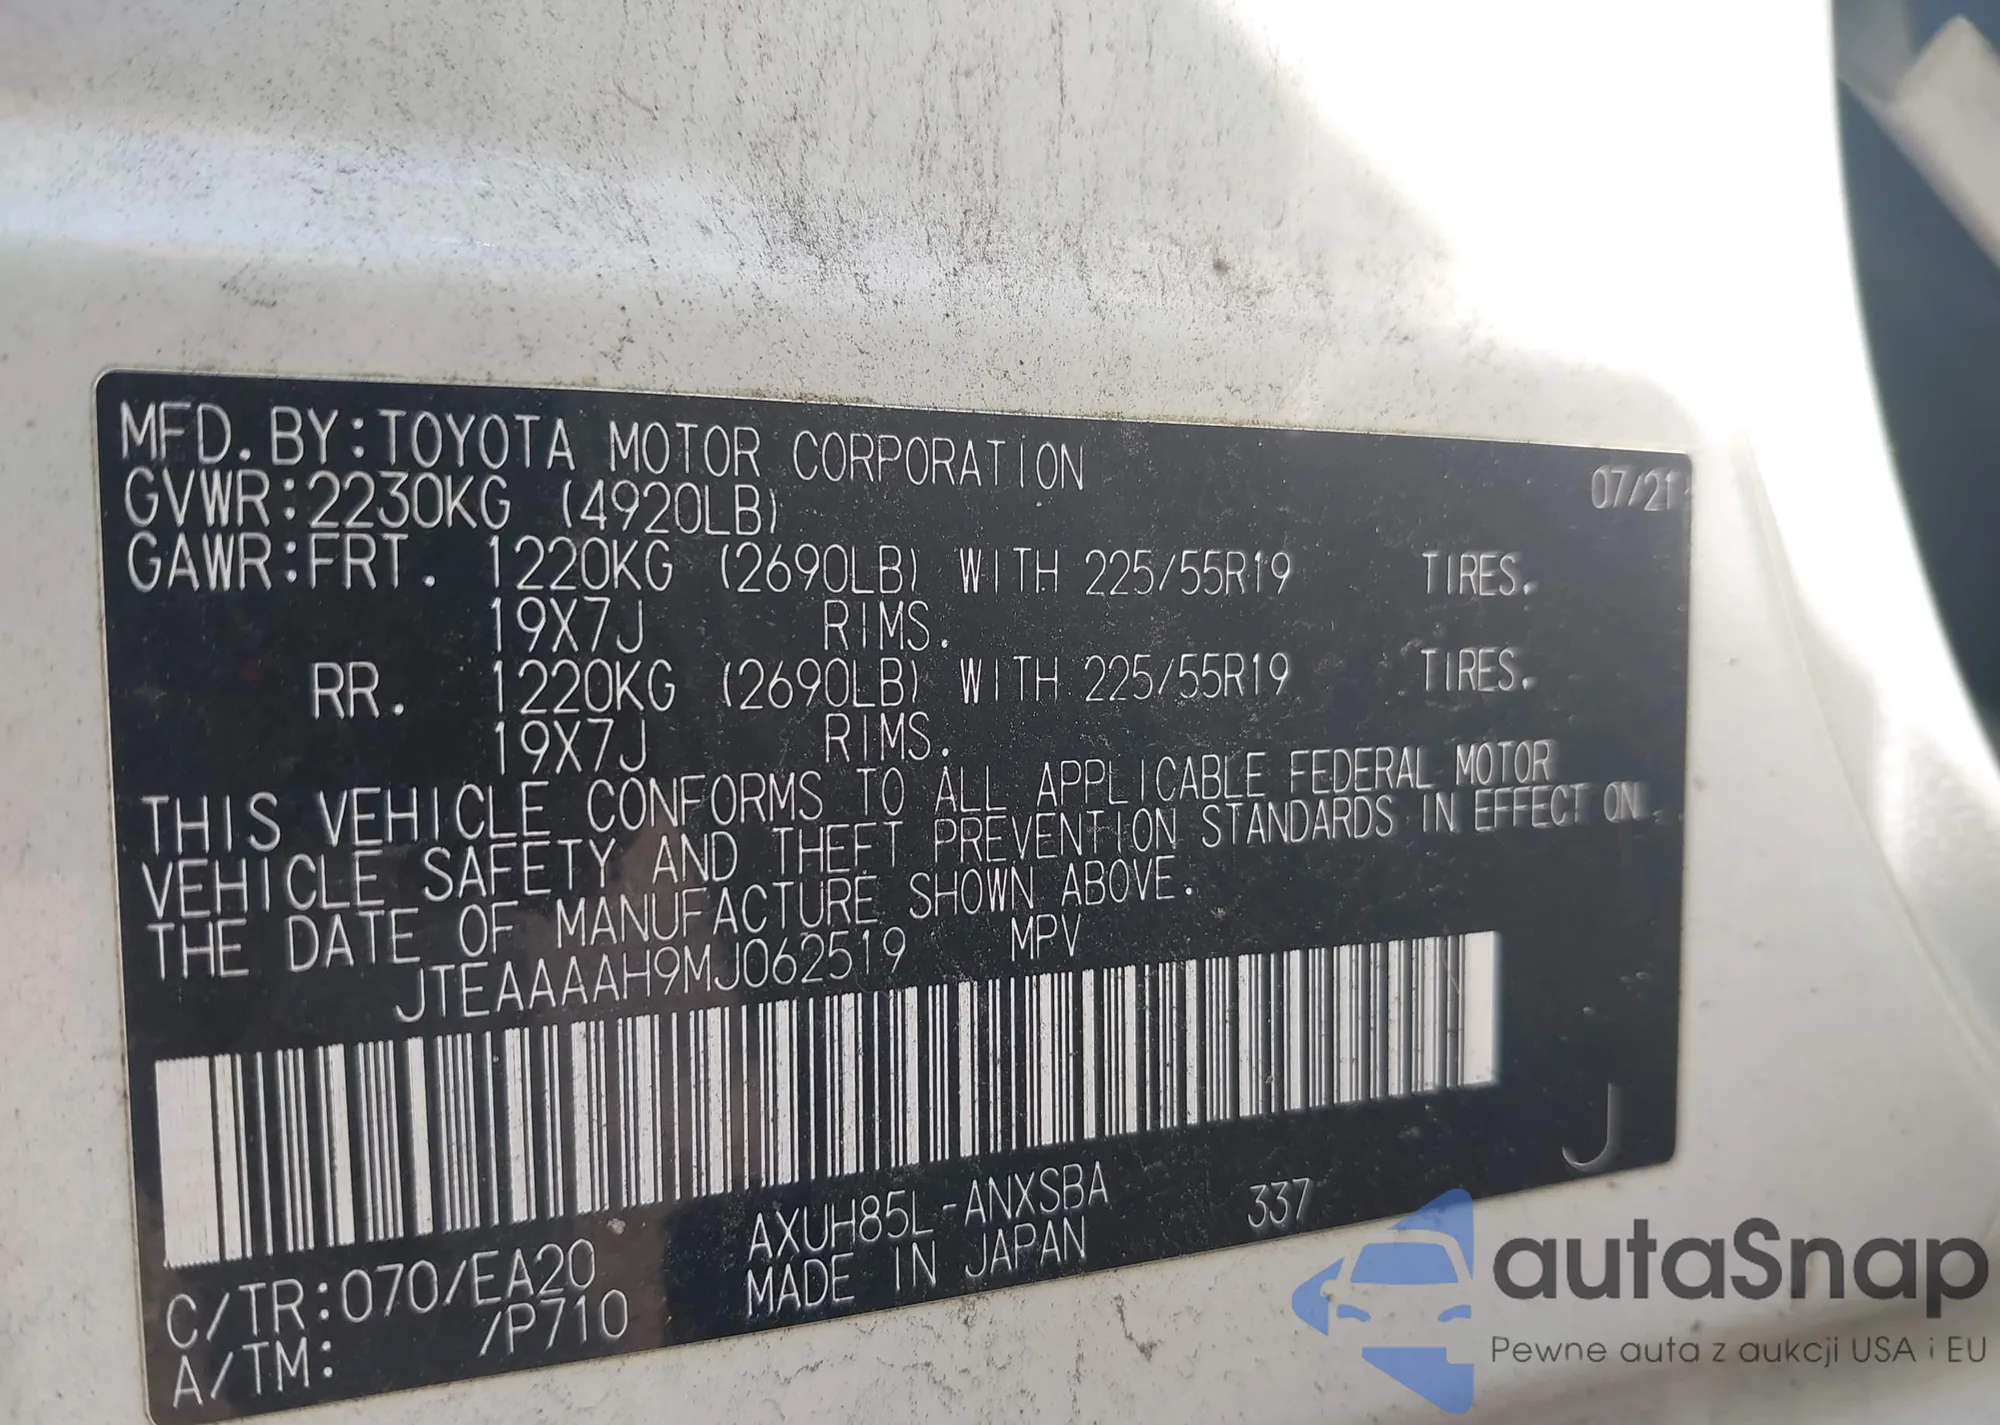 MFD. BY:TOYOTA MOTOR CORPORATION 07/21
GVWR:2230KG (4920LB)
GAWR:FRT. 1220KG (2690LB) WITH 225/55R19 TIRES.
19X7J RIMS.
RR. 1220KG (2690LB) WITH 225/55R19 TIRES.
19X7J RIMS.
THIS VEHICLE CONFORMS TO ALL APPLICABLE FEDERAL MOTOR
VEHICLE SAFETY AND THEFT PREVENTION STANDARDS IN EFFECT ON
THE DATE OF MANUFACTURE SHOWN ABOVE.
JTEAAAAH9MJ062519 MPV
J
AXUH85L-ANXSBA 337
C/TR:070/EA20 MADE IN JAPAN
A/TM: /P710
autaSnap
Pewne auta z aukcji USA i EU